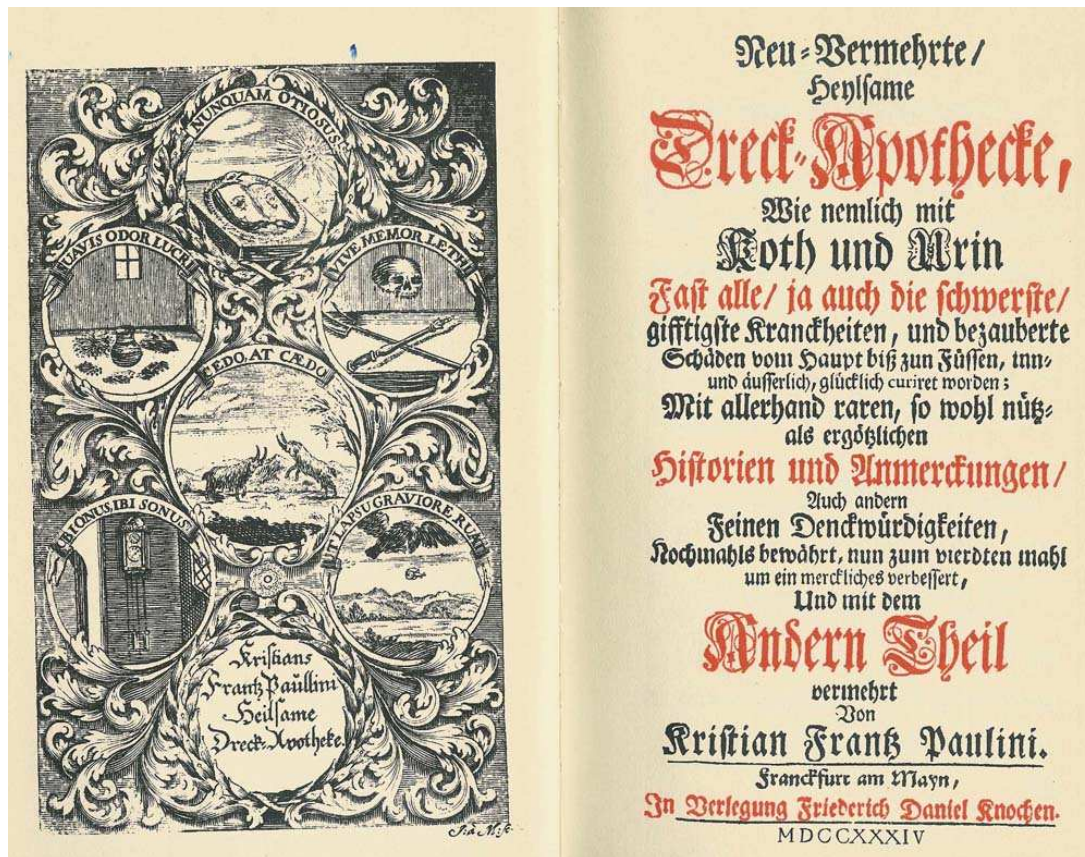 NUNQUAM OTIOSUS
UAVIS ODOR LUCRI
VIVE MEMOR LETHI
CEDO, AT CÆDO
UBI ONUS, IBI SONUS
UT LAPSU GRAVIORE RUAT
Kristians
Frantz Paüllini
Heilsame
Dreck-Apotheke.
Neu-Vermehrte/
Heylsame
Dreck-Apothecke,
Wie nemlich mit
Koth und Urin
Fast alle/ ja auch die schwerste/
gifftigste Kranckheiten, und bezauberte
Schäden vom Haupt biß zun Füssen, inn-
und äusserlich, glücklich curiret worden;
Mit allerhand raren, so wohl nütz-
als ergötzlichen
Historien und Anmerckungen/
Auch andern
Feinen Denckwürdigkeiten,
Nochmahls bewährt, nun zum vierdten mahl
um ein merckliches verbessert,
Und mit dem
Andern Theil
vermehrt
Von
Kristian Frantz Paulini.
Franckfurt am Mayn,
In Verlegung Friederich Daniel Knochen.
MDCCXXXIV